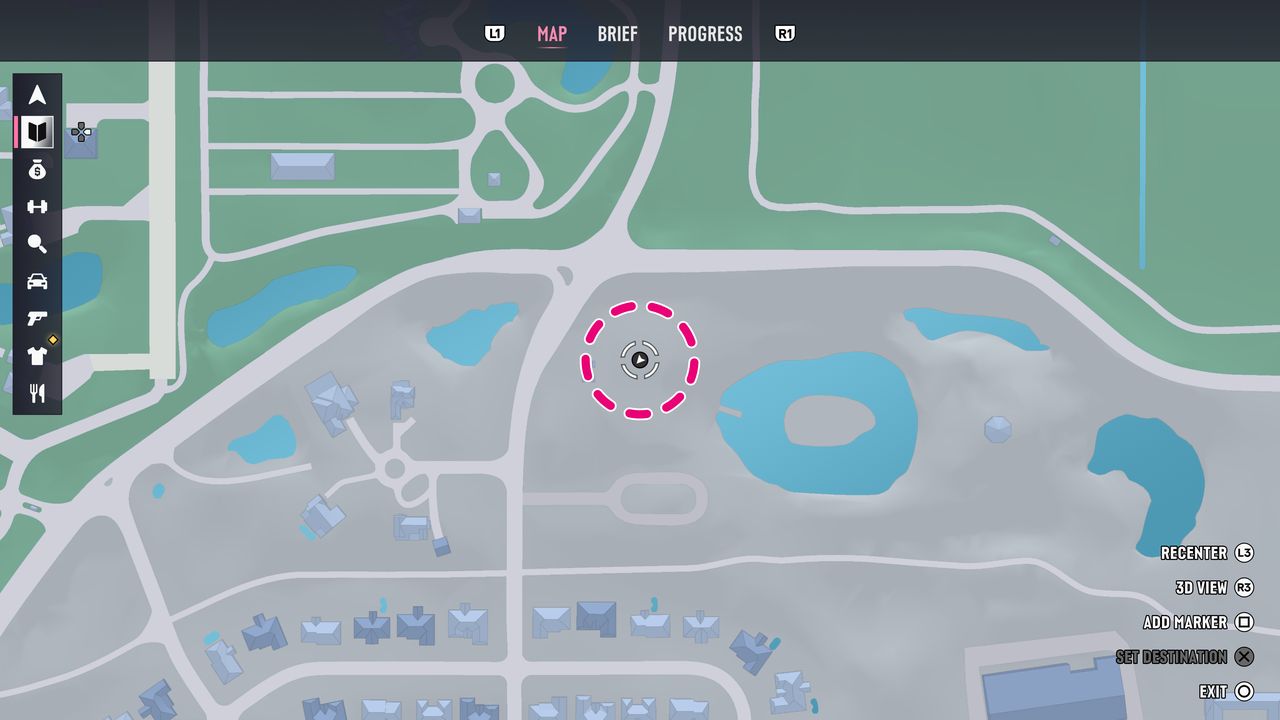 L1 MAP BRIEF PROGRESS R1
RECENTER L3
3D VIEW R3
ADD MARKER
SET DESTINATION
EXIT